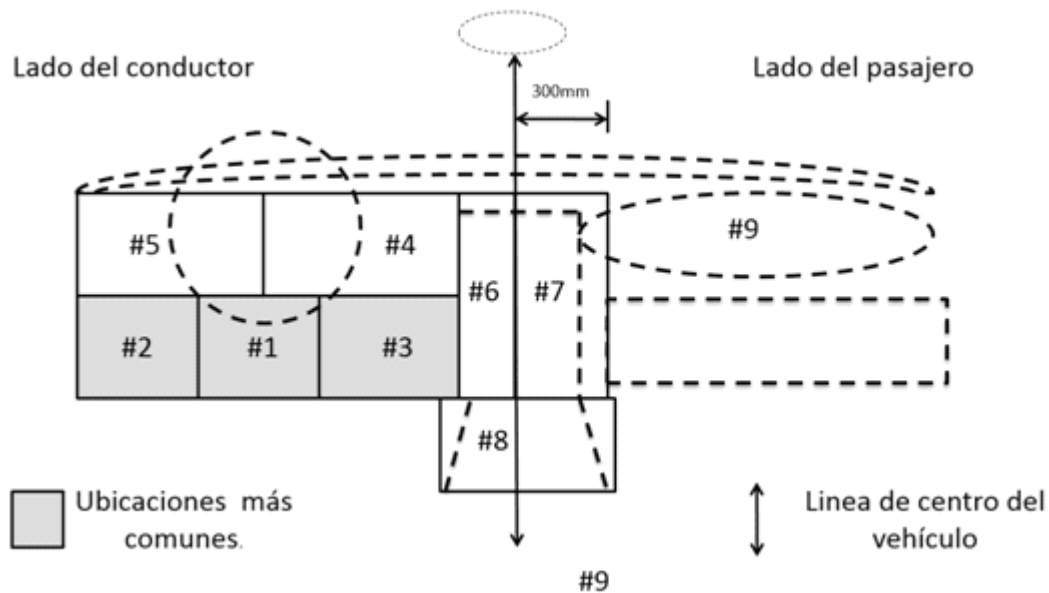 Lado del conductor
Lado del pasajero
300mm
#5
#4
#9
#6
#7
#2
#1
#3
#8
Ubicaciones más
comunes.
Linea de centro del
vehículo
#9